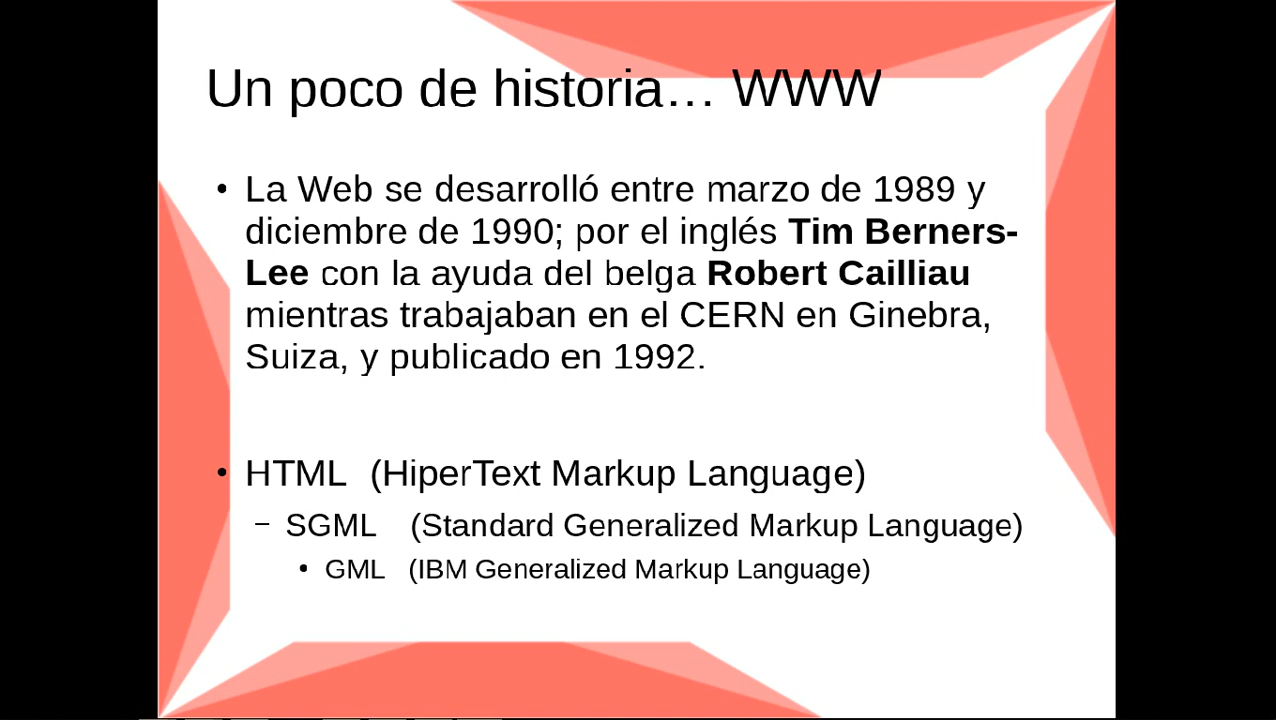 Un poco de historia… WWW
• La Web se desarrolló entre marzo de 1989 y
diciembre de 1990; por el inglés Tim Berners-
Lee con la ayuda del belga Robert Cailliau
mientras trabajaban en el CERN en Ginebra,
Suiza, y publicado en 1992.
• HTML (HiperText Markup Language)
– SGML (Standard Generalized Markup Language)
• GML (IBM Generalized Markup Language)